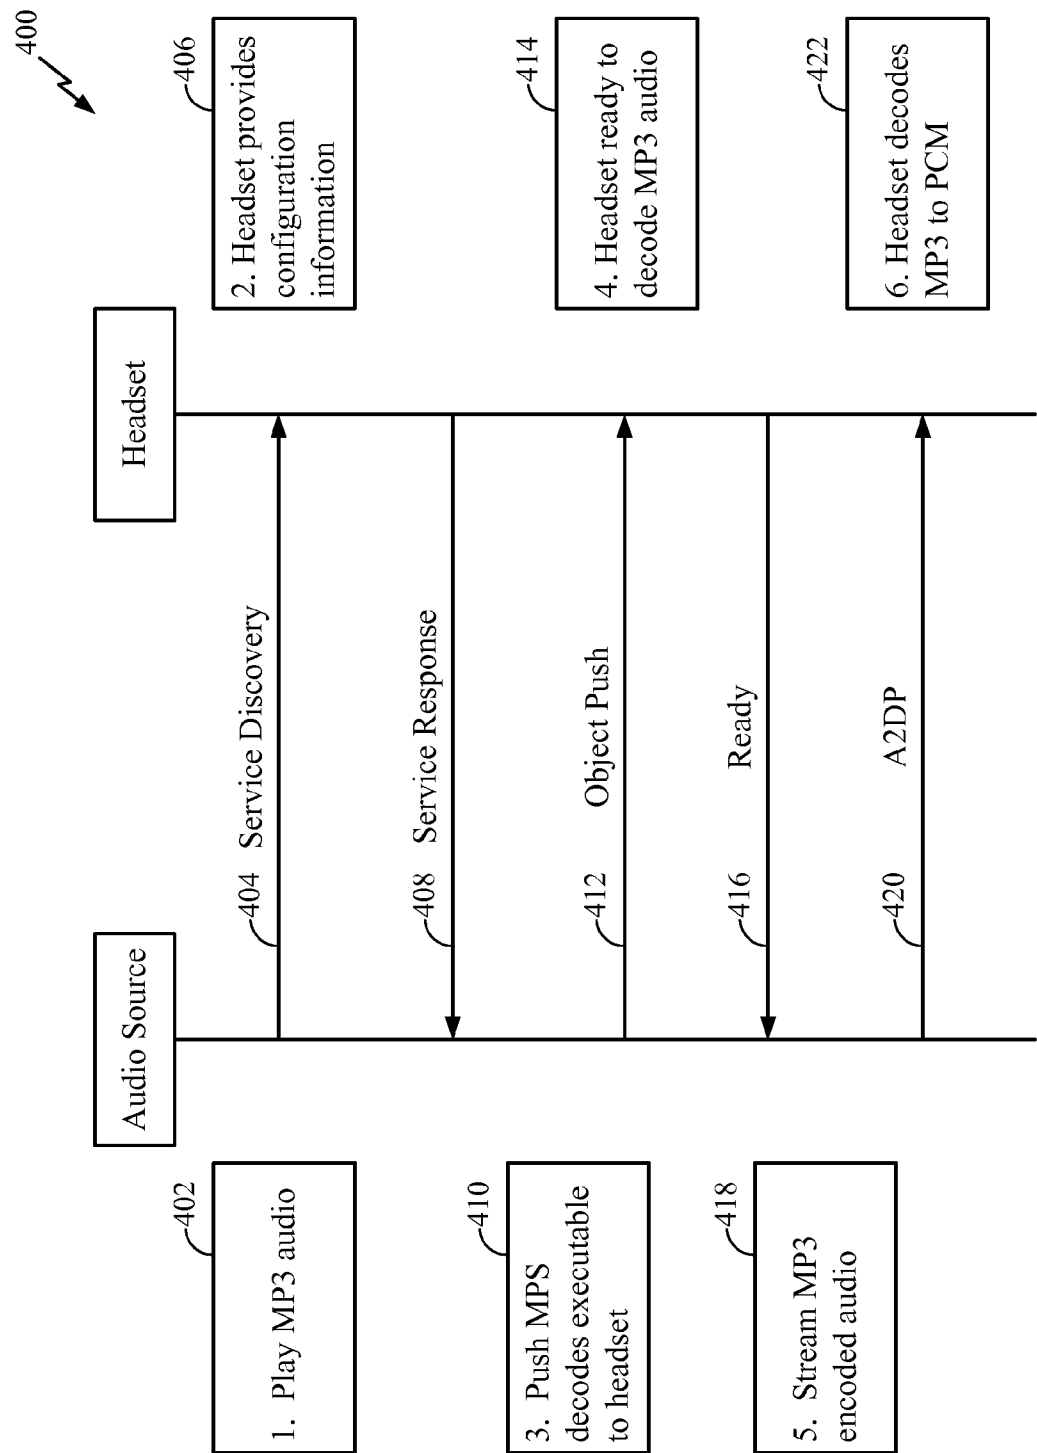 400
Audio Source
Headset
402
1. Play MP3 audio
404
Service Discovery
406
2. Headset provides
configuration
information
408
Service Response
410
3. Push MPS
decodes executable
to headset
412
Object Push
414
4. Headset ready to
decode MP3 audio
416
Ready
418
5. Stream MP3
encoded audio
420
A2DP
422
6. Headset decodes
MP3 to PCM